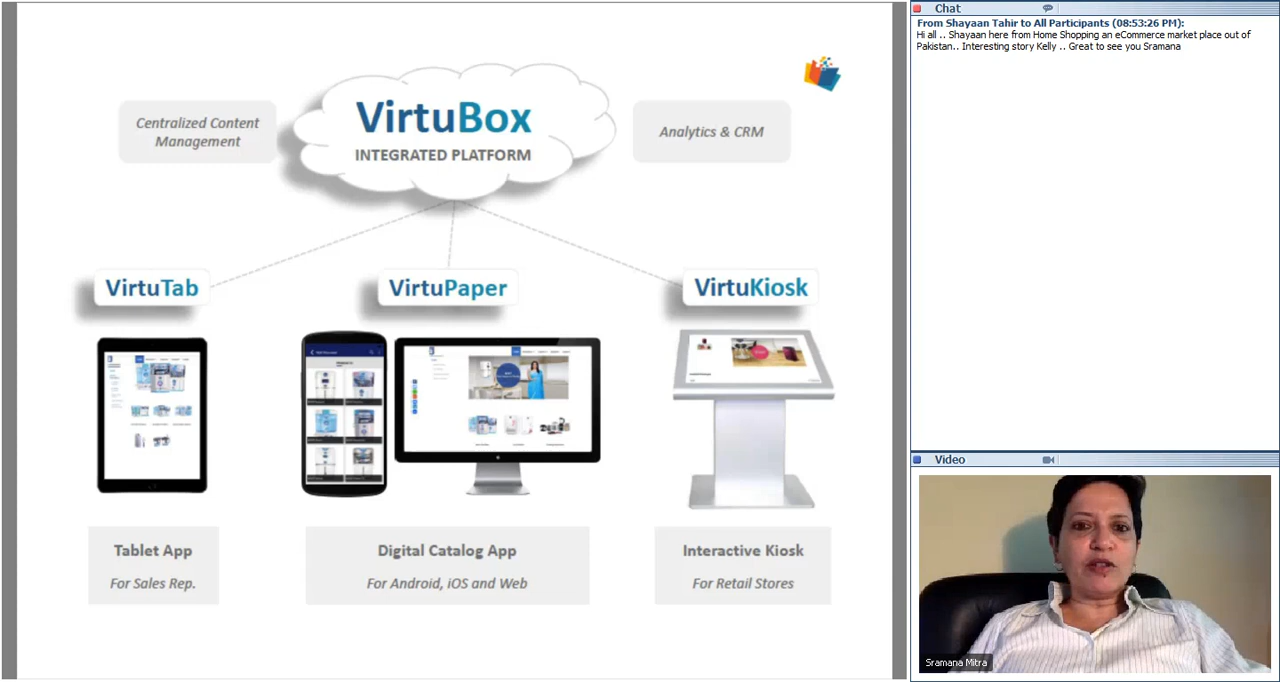 VirtuBox
INTEGRATED PLATFORM
Centralized Content
Management
Analytics & CRM
VirtuTab
VirtuPaper
VirtuKiosk
Tablet App
For Sales Rep.
Digital Catalog App
For Android, iOS and Web
Interactive Kiosk
For Retail Stores
Chat
From Shayaan Tahir to All Participants (08:53:26 PM):
Hi all .. Shayaan here from Home Shopping an eCommerce market place out of
Pakistan.. Interesting story Kelly .. Great to see you Sramana
Video
Sramana Mitra